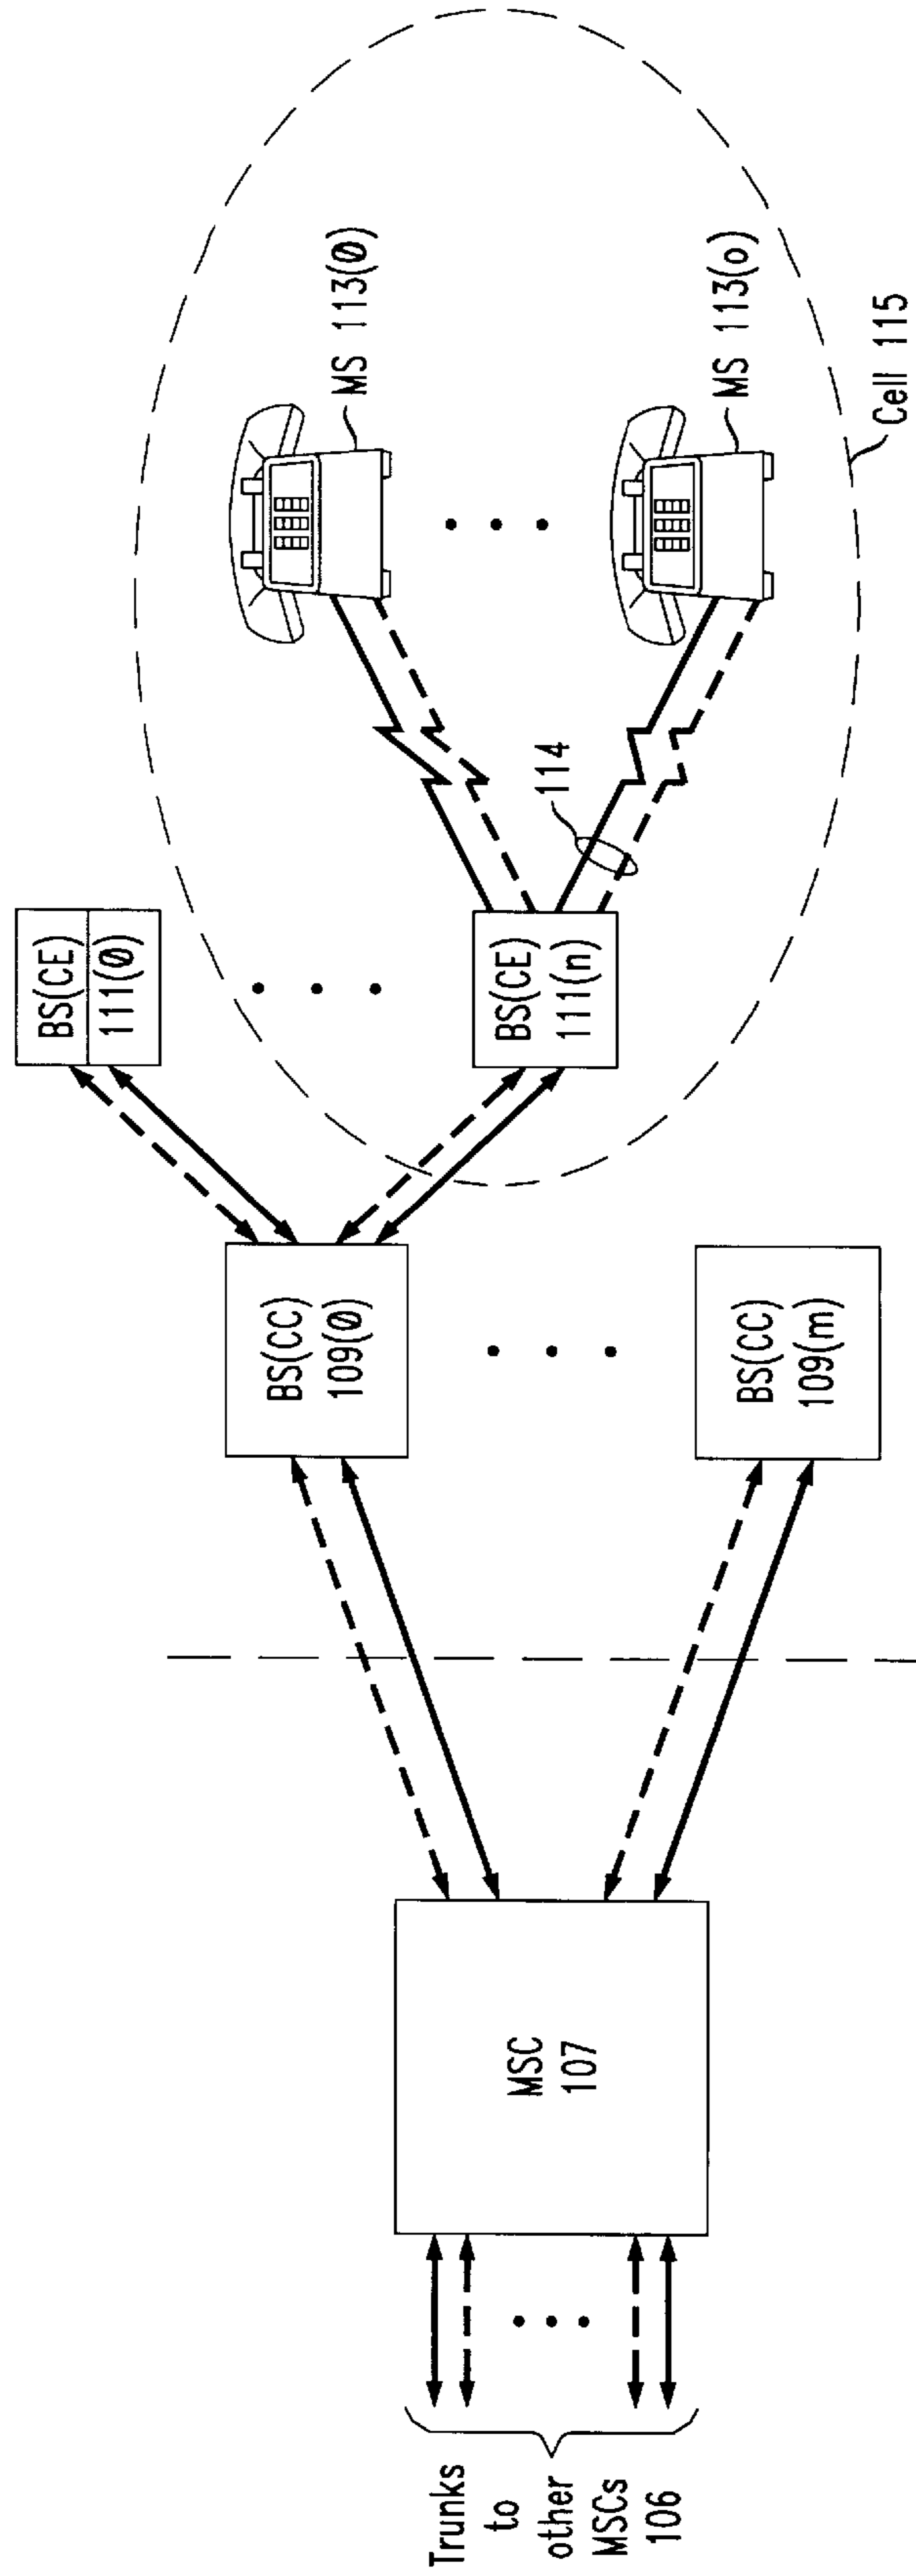 Trunks
to
other
MSCs
106
MSC
107
BS(CC)
109(Ø)
BS(CC)
109(m)
BS(CE)
111(Ø)
BS(CE)
111(n)
114
MS 113(Ø)
MS 113(o)
Cell 115